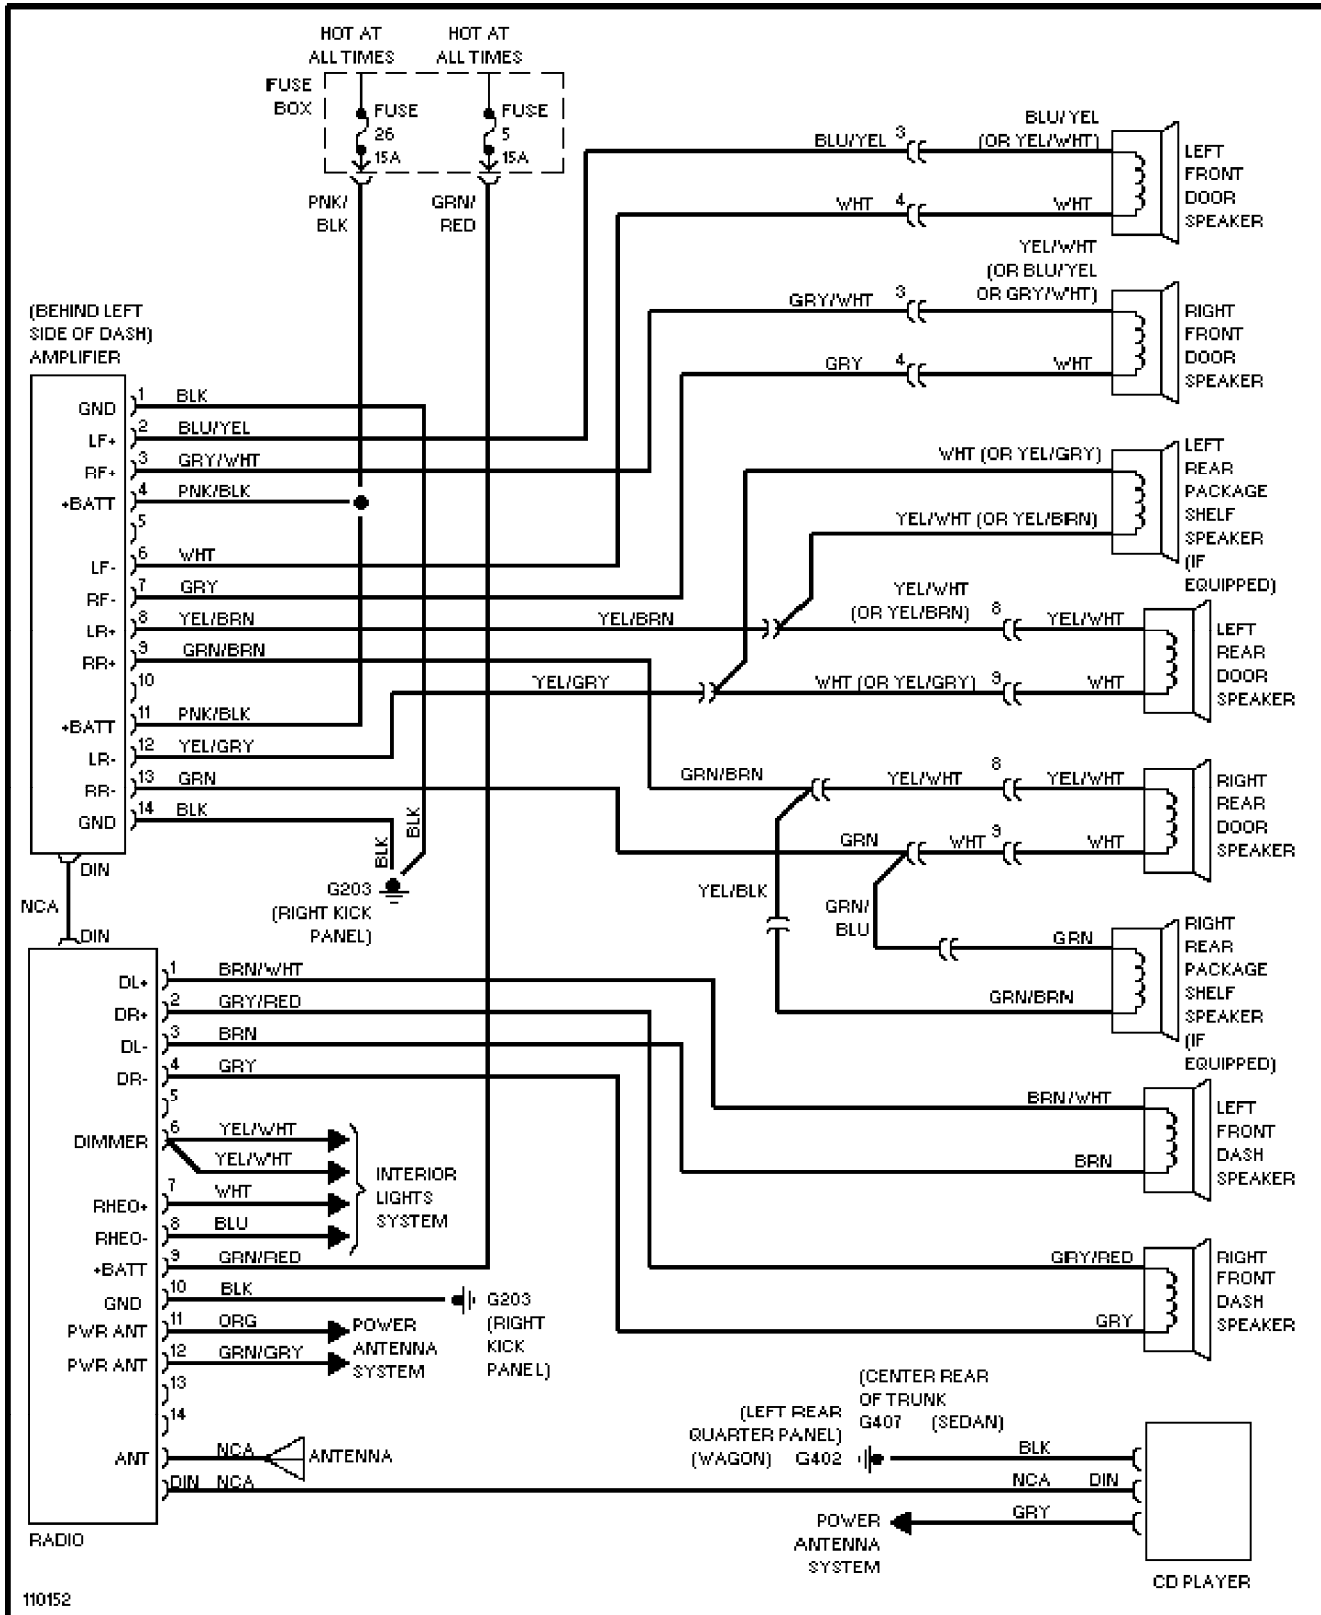 HOT AT
ALL TIMES
HOT AT
ALL TIMES
FUSE
BOX
FUSE
26
15A
FUSE
5
15A
PNK/
BLK
GRN/
RED
BLU/YEL
3
BLU/YEL
(OR YEL/WHT)
LEFT
FRONT
DOOR
SPEAKER
WHT
4
WHT
YEL/WHT
(OR BLU/YEL
OR GRY/WHT)
GRY/WHT
3
RIGHT
FRONT
DOOR
SPEAKER
GRY
4
WHT
(BEHIND LEFT
SIDE OF DASH)
AMPLIFIER
GND
1
BLK
LF+
2
BLU/YEL
RF+
3
GRY/WHT
+BATT
4
PNK/BLK
5
LF-
6
WHT
RF-
7
GRY
LR+
8
YEL/BRN
RR+
9
GRN/BRN
10
+BATT
11
PNK/BLK
LR-
12
YEL/GRY
RR-
13
GRN
GND
14
BLK
WHT (OR YEL/GRY)
LEFT
REAR
PACKAGE
SHELF
SPEAKER
(IF
EQUIPPED)
YEL/WHT (OR YEL/BRN)
YEL/BRN
YEL/WHT
(OR YEL/BRN)
8
YEL/WHT
LEFT
REAR
DOOR
SPEAKER
YEL/GRY
WHT (OR YEL/GRY)
9
WHT
GRN/BRN
YEL/WHT
8
YEL/WHT
RIGHT
REAR
DOOR
SPEAKER
GRN
WHT
9
WHT
BLK
BLK
YEL/BLK
GRN/
BLU
GRN
RIGHT
REAR
PACKAGE
SHELF
SPEAKER
(IF
EQUIPPED)
GRN/BRN
DIN
NCA
DIN
G203
(RIGHT KICK
PANEL)
DL+
1
BRN/WHT
DR+
2
GRY/RED
DL-
3
BRN
DR-
4
GRY
5
DIMMER
6
YEL/WHT
YEL/WHT
RHEO+
7
WHT
RHEO-
8
BLU
INTERIOR
LIGHTS
SYSTEM
+BATT
9
GRN/RED
GND
10
BLK
G203
(RIGHT
KICK
PANEL)
PWR ANT
11
ORG
PWR ANT
12
GRN/GRY
POWER
ANTENNA
SYSTEM
13
14
ANT
NCA
ANTENNA
DIN
NCA
RADIO
BRN/WHT
BRN
LEFT
FRONT
DASH
SPEAKER
GRY/RED
GRY
RIGHT
FRONT
DASH
SPEAKER
(CENTER REAR
OF TRUNK
G407 (SEDAN)
(LEFT REAR
QUARTER PANEL)
(WAGON) G402
BLK
NCA
DIN
GRY
POWER
ANTENNA
SYSTEM
CD PLAYER
110152